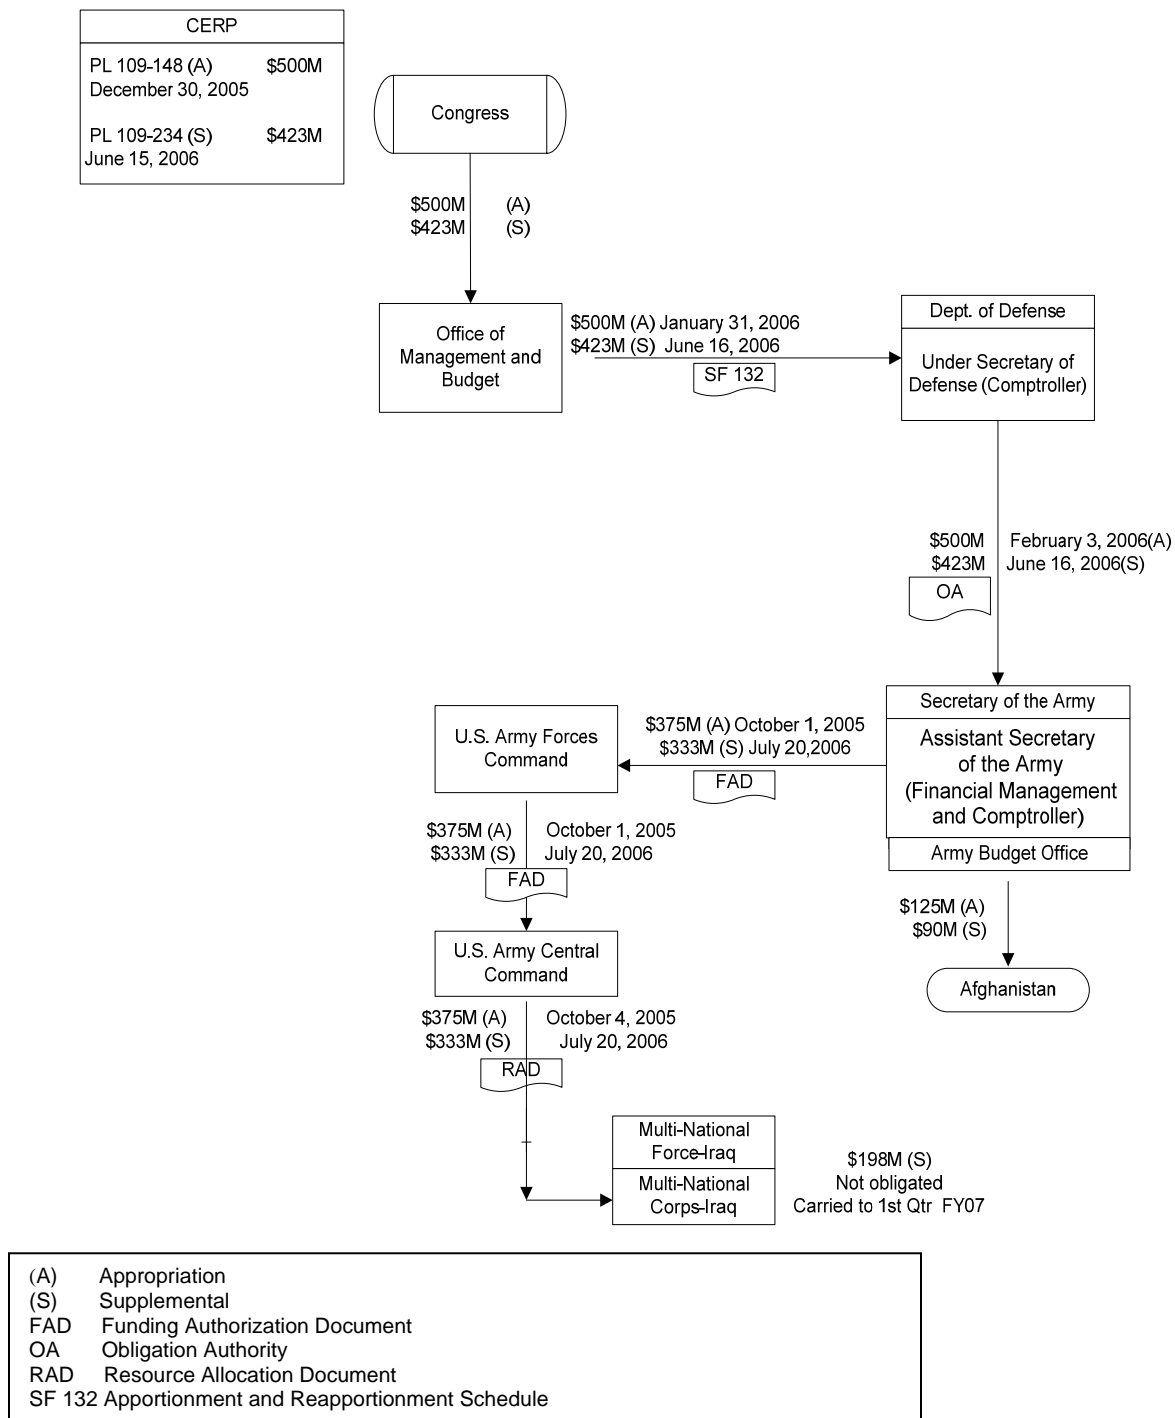 CERP
PL 109-148 (A) $500M
December 30, 2005
PL 109-234 (S) $423M
June 15, 2006
Congress
$500M (A)
$423M (S)
Office of
Management and
Budget
$500M (A) January 31, 2006
$423M (S) June 16, 2006
SF 132
Dept. of Defense
Under Secretary of
Defense (Comptroller)
$500M February 3, 2006(A)
$423M June 16, 2006(S)
OA
Secretary of the Army
Assistant Secretary
of the Army
(Financial Management
and Comptroller)
Army Budget Office
$375M (A) October 1, 2005
$333M (S) July 20,2006
FAD
U.S. Army Forces
Command
$375M (A) October 1, 2005
$333M (S) July 20, 2006
FAD
$125M (A)
$90M (S)
Afghanistan
U.S. Army Central
Command
$375M (A) October 4, 2005
$333M (S) July 20, 2006
RAD
Multi-National
Force-Iraq
Multi-National
Corps-Iraq
$198M (S)
Not obligated
Carried to 1st Qtr FY07
(A) Appropriation
(S) Supplemental
FAD Funding Authorization Document
OA Obligation Authority
RAD Resource Allocation Document
SF 132 Apportionment and Reapportionment Schedule